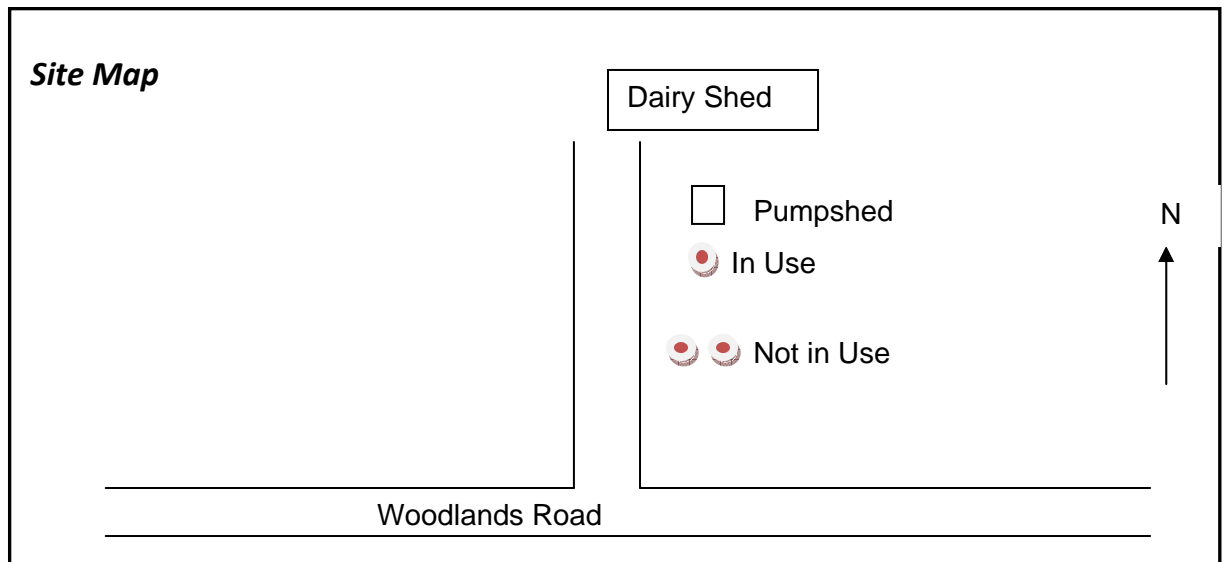 Site Map
Dairy Shed
Pumpshed
N
In Use
Not in Use
Woodlands Road